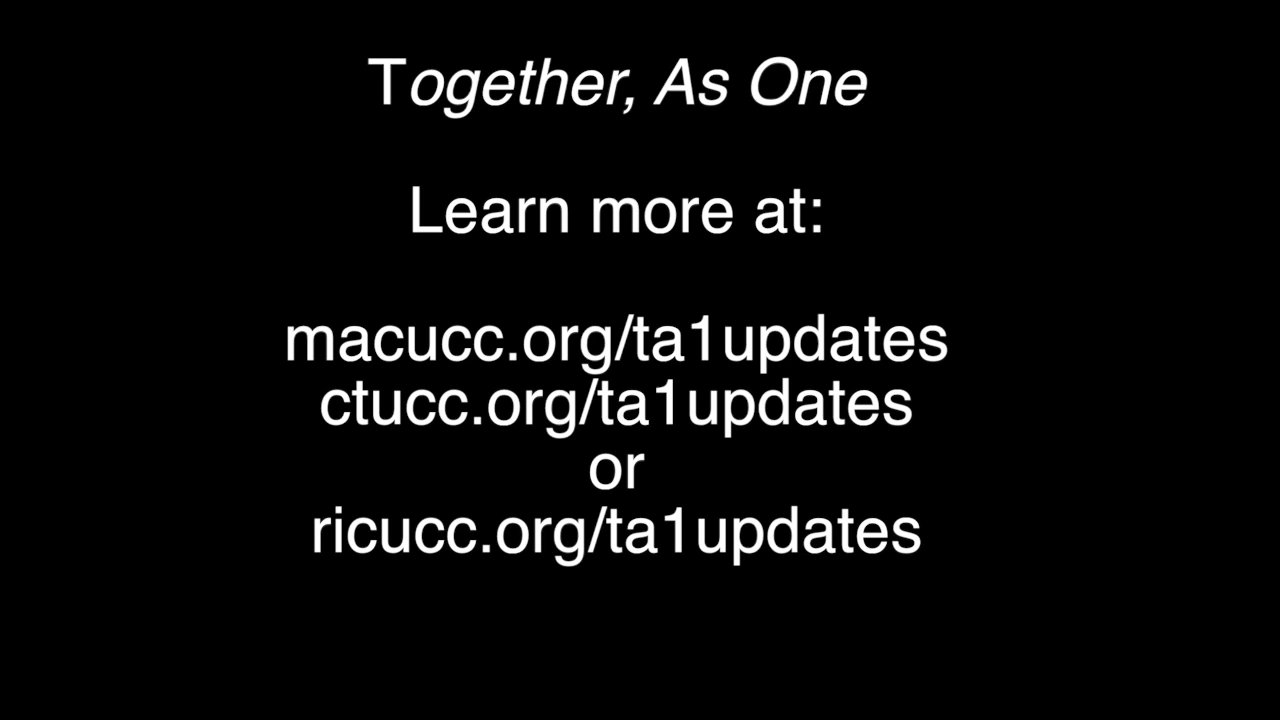 Together, As One
Learn more at:
macucc.org/ta1updates
ctucc.org/ta1updates
or
ricucc.org/ta1updates